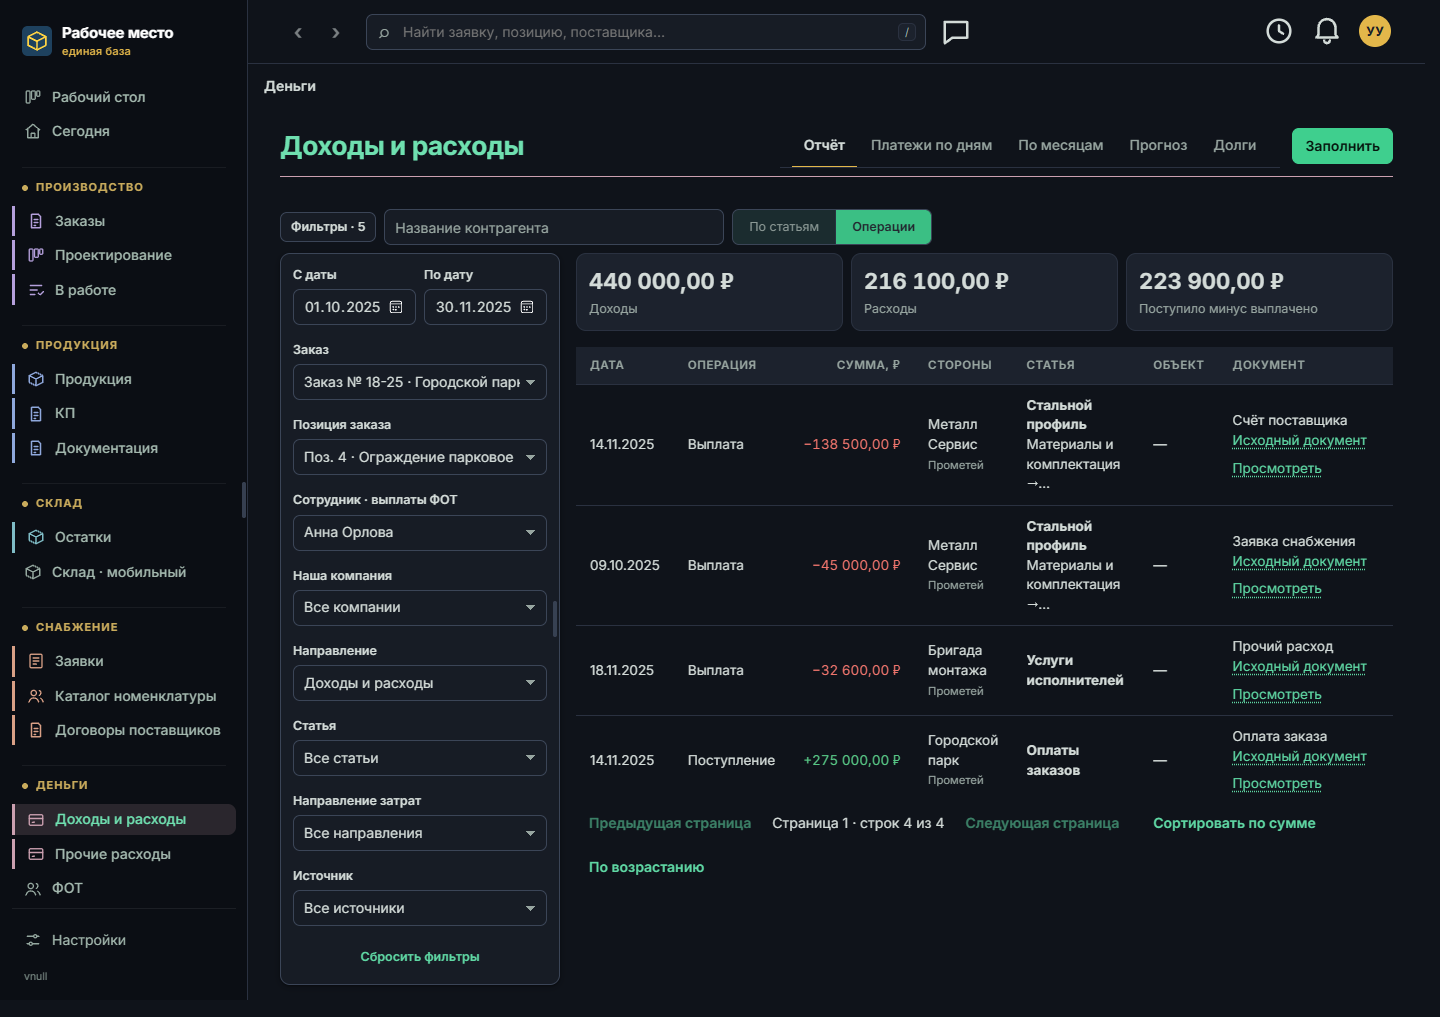 Рабочее место
единая база
Рабочий стол
Сегодня
ПРОИЗВОДСТВО
Заказы
Проектирование
В работе
ПРОДУКЦИЯ
Продукция
КП
Документация
СКЛАД
Остатки
Склад · мобильный
СНАБЖЕНИЕ
Заявки
Каталог номенклатуры
Договоры поставщиков
ДЕНЬГИ
Доходы и расходы
Прочие расходы
ФОТ
Настройки
vnull
Найти заявку, позицию, поставщика...
/
УУ
Деньги
Доходы и расходы
Отчёт
Платежи по дням
По месяцам
Прогноз
Долги
Заполнить
Фильтры · 5
Название контрагента
По статьям
Операции
С даты
По дату
01.10.2025
30.11.2025
Заказ
Заказ № 18-25 · Городской парк
Позиция заказа
Поз. 4 · Ограждение парковое
Сотрудник · выплаты ФОТ
Анна Орлова
Наша компания
Все компании
Направление
Доходы и расходы
Статья
Все статьи
Направление затрат
Все направления
Источник
Все источники
Сбросить фильтры
440 000,00 ₽
Доходы
216 100,00 ₽
Расходы
223 900,00 ₽
Поступило минус выплачено
ДАТА ОПЕРАЦИЯ СУММА, ₽ СТОРОНЫ СТАТЬЯ ОБЪЕКТ ДОКУМЕНТ
14.11.2025
Выплата
−138 500,00 ₽
Металл
Сервис
Прометей
Стальной
профиль
Материалы и
комплектация
→...
—
Счёт поставщика
Исходный документ
Просмотреть
09.10.2025
Выплата
−45 000,00 ₽
Металл
Сервис
Прометей
Стальной
профиль
Материалы и
комплектация
→...
—
Заявка снабжения
Исходный документ
Просмотреть
18.11.2025
Выплата
−32 600,00 ₽
Бригада
монтажа
Прометей
Услуги
исполнителей
—
Прочий расход
Исходный документ
Просмотреть
14.11.2025
Поступление
+275 000,00 ₽
Городской
парк
Прометей
Оплаты
заказов
—
Оплата заказа
Исходный документ
Просмотреть
Предыдущая страница
Страница 1 · строк 4 из 4
Следующая страница
Сортировать по сумме
По возрастанию